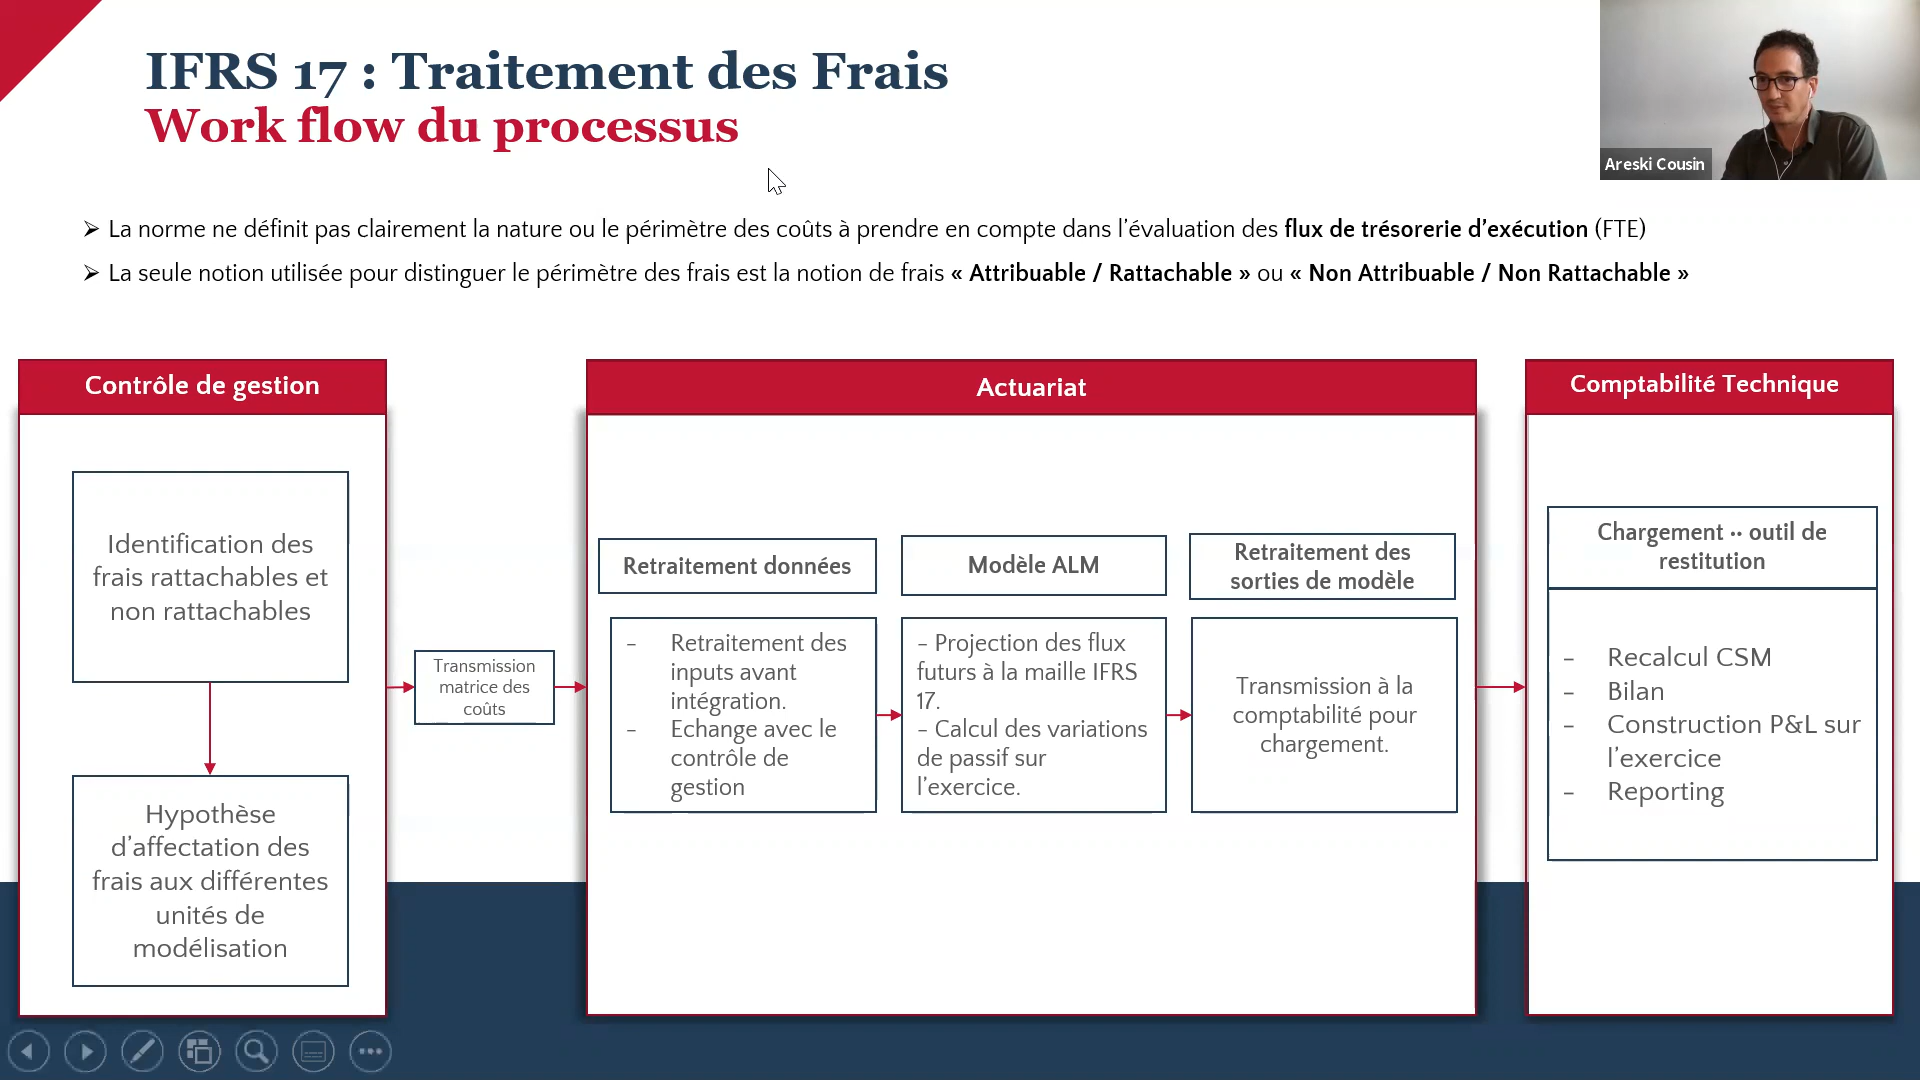 IFRS 17 : Traitement des Frais
Work flow du processus
Areski Cousin
➢ La norme ne définit pas clairement la nature ou le périmètre des coûts à prendre en compte dans l’évaluation des flux de trésorerie d’exécution (FTE)
➢ La seule notion utilisée pour distinguer le périmètre des frais est la notion de frais « Attribuable / Rattachable » ou « Non Attribuable / Non Rattachable »
Contrôle de gestion
Identification des
frais rattachables et
non rattachables
Hypothèse
d’affectation des
frais aux différentes
unités de
modélisation
Transmission
matrice des
coûts
Actuariat
Retraitement données
- Retraitement des
inputs avant
intégration.
- Echange avec le
contrôle de
gestion
Modèle ALM
- Projection des flux
futurs à la maille IFRS
17.
- Calcul des variations
de passif sur
l’exercice.
Retraitement des
sorties de modèle
Transmission à la
comptabilité pour
chargement.
Comptabilité Technique
Chargement ·· outil de
restitution
- Recalcul CSM
- Bilan
- Construction P&L sur
l’exercice
- Reporting